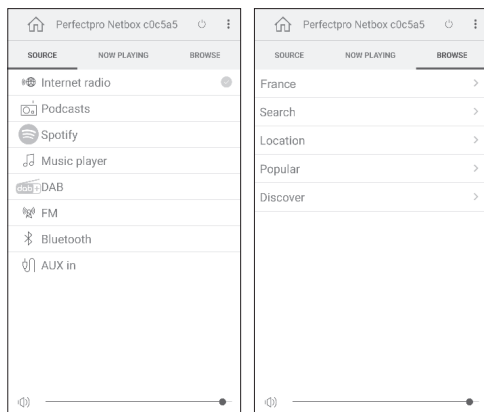 Perfectpro Netbox c0c5a5
SOURCE NOW PLAYING BROWSE
Internet radio
Podcasts
Spotify
Music player
dab+ DAB
FM
Bluetooth
AUX in
Perfectpro Netbox c0c5a5
SOURCE NOW PLAYING BROWSE
France
Search
Location
Popular
Discover